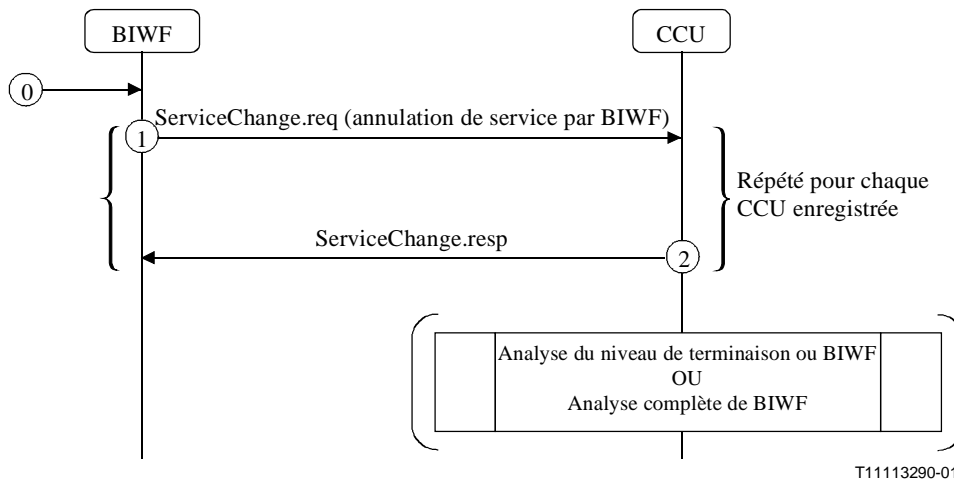 BIWF
CCU
0
ServiceChange.req (annulation de service par BIWF)
1
Répété pour chaque
CCU enregistrée
ServiceChange.resp
2
Analyse du niveau de terminaison ou BIWF
OU
Analyse complète de BIWF
T11113290-01